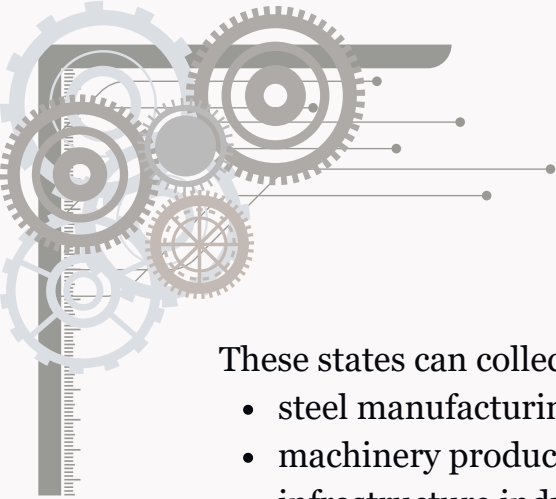 These states can collec
• steel manufacturin
• machinery produc